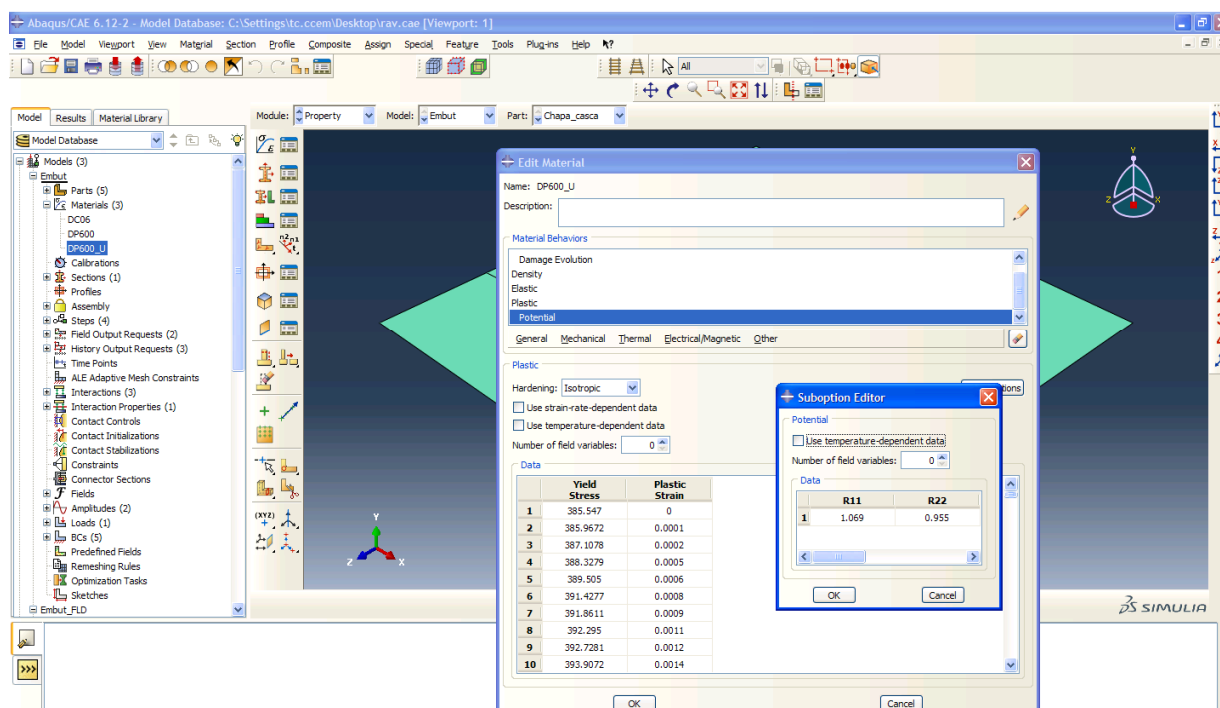 Abaqus/CAE 6.12-2 - Model Database: C:\Settings\tc.ccem\Desktop\rav.cae [Viewport: 1]
File Model Viewport View Material Section Profile Composite Assign Special Feature Tools Plug-ins Help
All
Model Results Material Library
Module: Property Model: Embut Part: Chapa_casca
Model Database
Models (3)
Embut
Parts (5)
Materials (3)
DC06
DP600
DP600_U
Calibrations
Sections (1)
Profiles
Assembly
Steps (4)
Field Output Requests (2)
History Output Requests (3)
Time Points
ALE Adaptive Mesh Constraints
Interactions (3)
Interaction Properties (1)
Contact Controls
Contact Initializations
Contact Stabilizations
Constraints
Connector Sections
Fields
Amplitudes (2)
Loads (1)
BCs (5)
Predefined Fields
Remeshing Rules
Optimization Tasks
Sketches
Embut_FLD
(XYZ)
Y
Z X
Y
Z X
Edit Material
Name: DP600_U
Description:
Material Behaviors
Damage Evolution
Density
Elastic
Plastic
Potential
General Mechanical Thermal Electrical/Magnetic Other
Plastic
Hardening: Isotropic
Use strain-rate-dependent data
Use temperature-dependent data
Number of field variables: 0
Data
Yield Stress Plastic Strain
1 385.547 0
2 385.9672 0.0001
3 387.1078 0.0002
4 388.3279 0.0005
5 389.505 0.0006
6 391.4277 0.0008
7 391.8611 0.0009
8 392.295 0.0011
9 392.7281 0.0012
10 393.9072 0.0014
OK Cancel
Suboption Editor
Potential
Use temperature-dependent data
Number of field variables: 0
Data
R11 R22
1 1.069 0.955
OK Cancel
SIMULIA